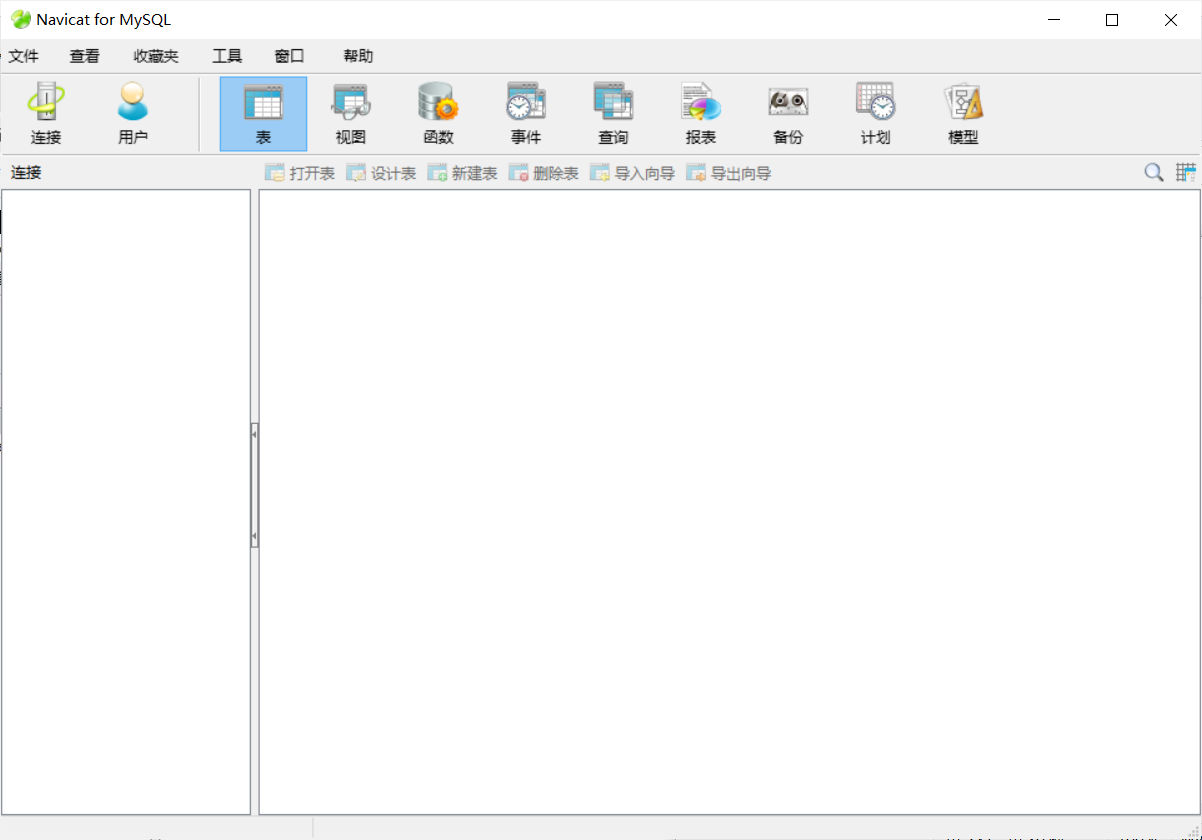 Navicat for MySQL
文件 查看 收藏夹 工具 窗口 帮助
连接 用户 表 视图 函数 事件 查询 报表 备份 计划 模型
连接 打开表 设计表 新建表 删除表 导入向导 导出向导